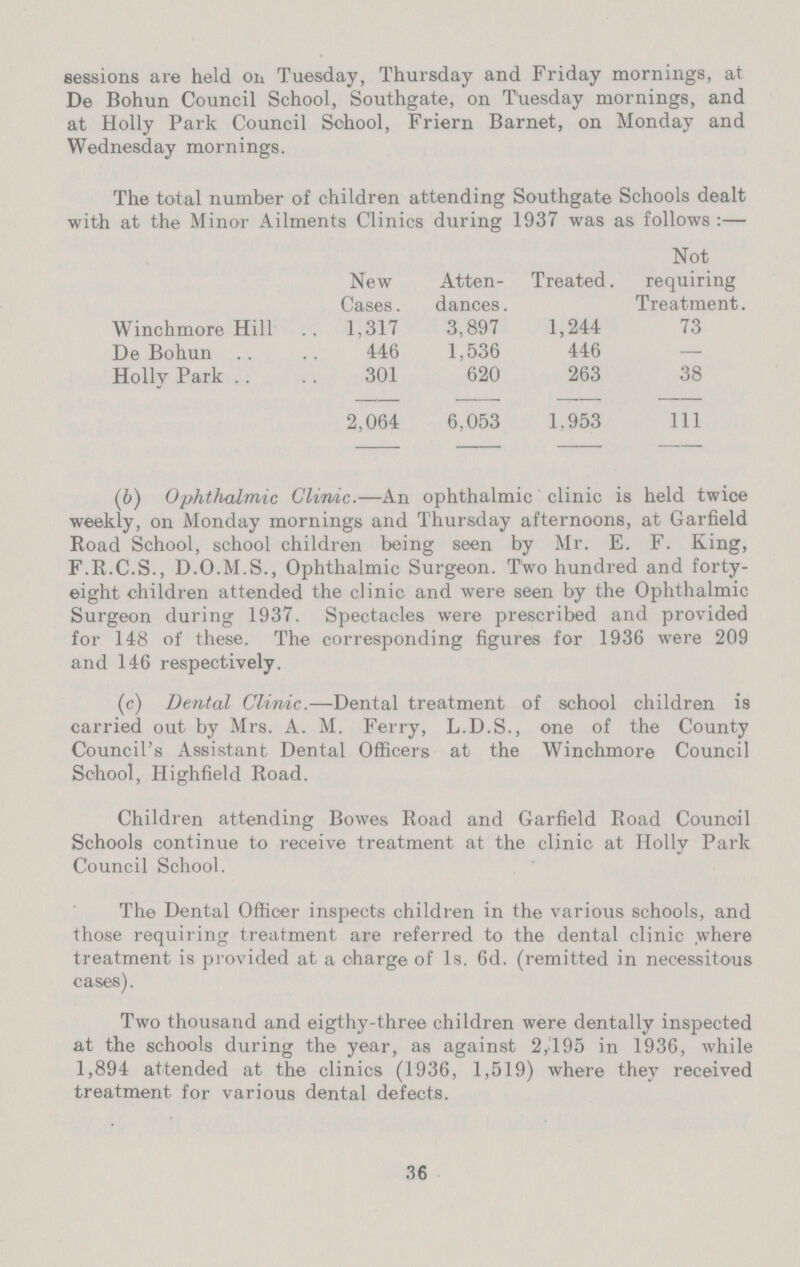 sessions are held on Tuesday, Thursday and Friday mornings, at
De Bohun Council School, Southgate, on Tuesday mornings, and
at Holly Park Council School, Friern Barnet, on Monday and
Wednesday mornings.
The total number of children attending Southgate Schools dealt
with at the Minor Ailments Clinics during 1937 was as follows :—
New Cases. Atten- dances. Treated. Not requiring Treatment.
Winchmore Hill .. 1,317 3,897 1,244 73
De Bohun .. .. 446 1,536 446 —
Holly Park .. .. 301 620 263 38
2,064 6,053 1,953 111
(b) Ophthalmic Clinic.—An ophthalmic clinic is held twice
weekly, on Monday mornings and Thursday afternoons, at Garfield
Road School, school children being seen by Mr. E. F. King,
F.R.C.S., D.O.M.S., Ophthalmic Surgeon. Two hundred and forty-
eight children attended the clinic and were seen by the Ophthalmic
Surgeon during 1937. Spectacles were prescribed and provided
for 148 of these. The corresponding figures for 1936 were 209
and 146 respectively.
(c) Dental Clinic.—Dental treatment of school children is
carried out by Mrs. A. M. Ferry, L.D.S., one of the County
Council's Assistant Dental Officers at the Winchmore Council
School, Highfield Road.
Children attending Bowes Road and Garfield Road Council
Schools continue to receive treatment at the clinic at Holly Park
Council School.
The Dental Officer inspects children in the various schools, and
those requiring treatment are referred to the dental clinic where
treatment is provided at a charge of 1s. 6d. (remitted in necessitous
cases).
Two thousand and eigthy-three children were dentally inspected
at the schools during the year, as against 2,195 in 1936, while
1,894 attended at the clinics (1936, 1,519) where they received
treatment for various dental defects.
36